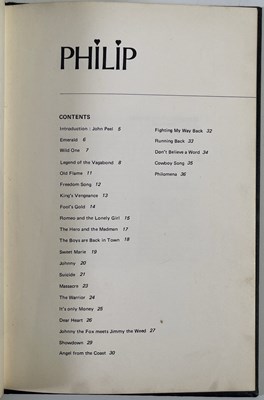 PHILIP
CONTENTS
Introduction : John Peel 5
Emerald 6
Wild One 7
Legend of the Vagabond 9
Old Flame 11
Freedom Song 12
King's Vengeance 13
Fool's Gold 14
Romeo and the Lonely Girl 15
The Hero and the Madman 17
The Boys are Back in Town 18
Sweet Marie 19
Johnny 20
Suicide 21
Massacre 23
The Warrior 24
It's only Money 25
Dear Heart 26
Johnny the Fox meets Jimmy the Weed 27
Showdown 29
Angel from the Coast 30
Fighting My Way Back 32
Running Back 33
Don't Believe a Word 34
Cowboy Song 35
Philomena 36